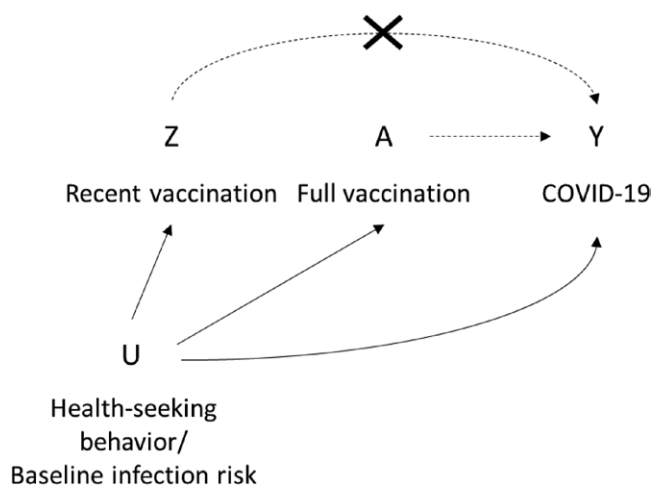 Z A Y
Recent vaccination Full vaccination COVID-19
U
Health-seeking
behavior/
Baseline infection risk